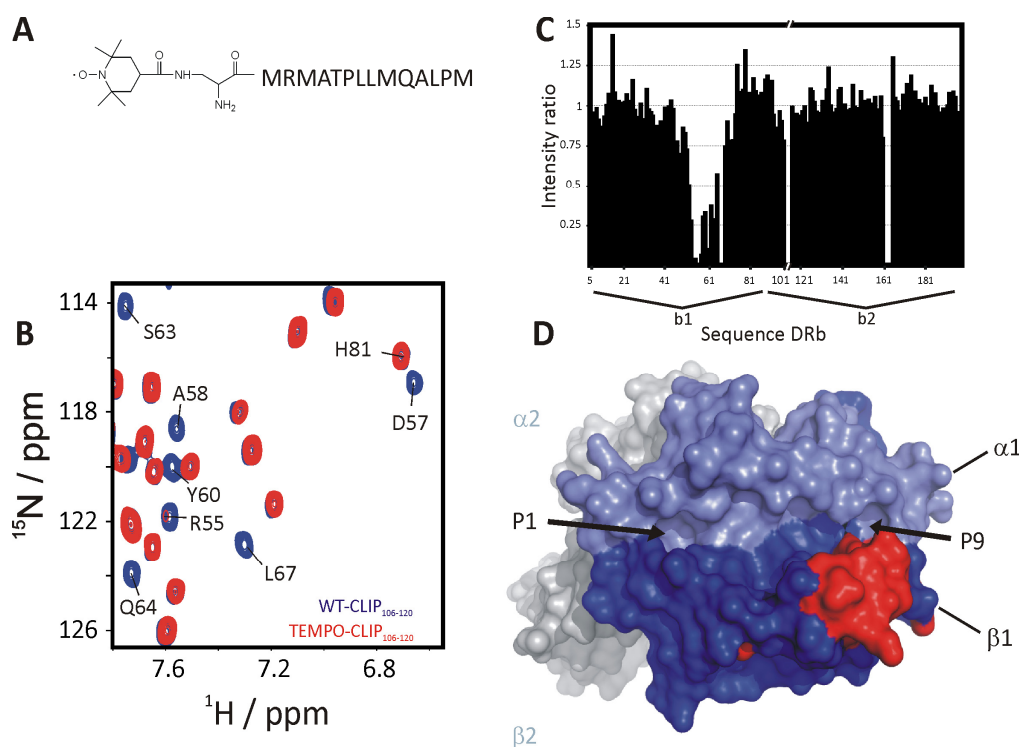 A
· O
N
O
NH
O
NH2
MRMATPLLMQALPM
B
114
118
122
126
15N / ppm
7.6
7.2
6.8
1H / ppm
S63
A58
H81
D57
Y60
R55
L67
Q64
WT-CLIP106-120
TEMPO-CLIP106-120
C
1.5
1.25
1
0.75
0.5
0.25
Intensity ratio
5 21 41 61 81 101 121 141 161 181
b1 b2
Sequence DRb
D
α2
α1
P1
P9
β1
β2